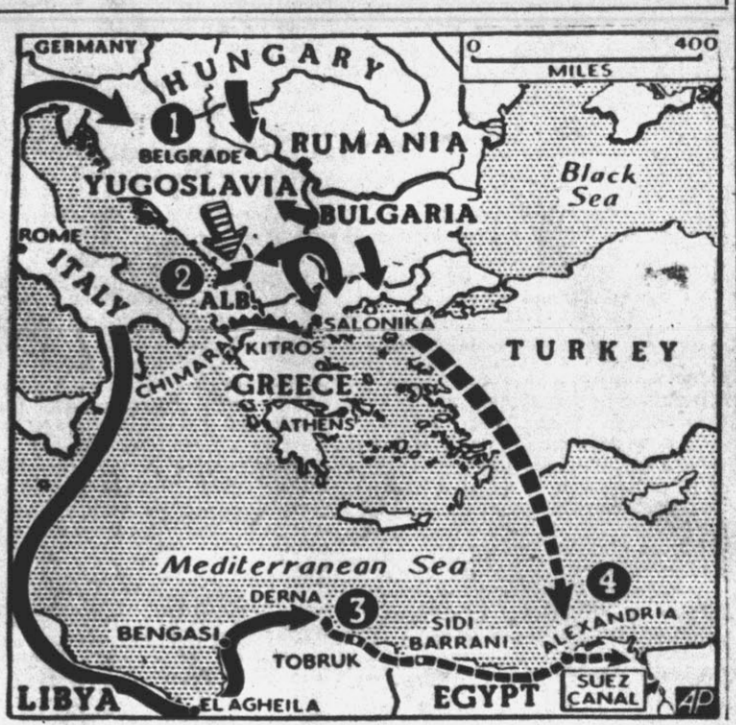 GERMANY
0 400
MILES
HUNGARY
1
BELGRADE
RUMANIA
YUGOSLAVIA
Black
Sea
BULGARIA
ROME
ITALY
2
ALB.
SALONIKA
CHIMARA
KITROS
TURKEY
GREECE
ATHENS
Mediterranean Sea
DERNA
3
4
BENGASI
SIDI
BARRANI
ALEXANDRIA
TOBRUK
LIBYA
EL AGHEILA
EGYPT
SUEZ
CANAL
AP